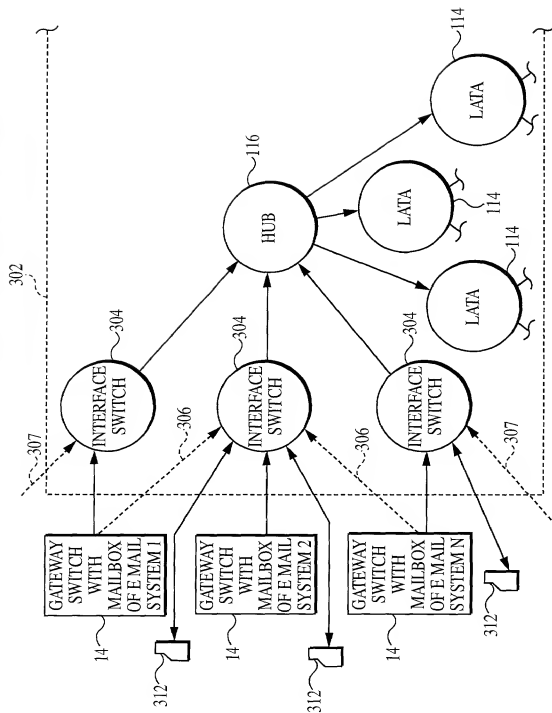 302
307
GATEWAY
SWITCH
WITH
MAILBOX
OF E MAIL
SYSTEM 1
14
INTERFACE
SWITCH
304
306
312
GATEWAY
SWITCH
WITH
MAILBOX
OF E MAIL
SYSTEM 2
14
INTERFACE
SWITCH
304
HUB
116
312
306
GATEWAY
SWITCH
WITH
MAILBOX
OF E MAIL
SYSTEM N
14
INTERFACE
SWITCH
304
307
312
LATA
114
LATA
114
LATA
114